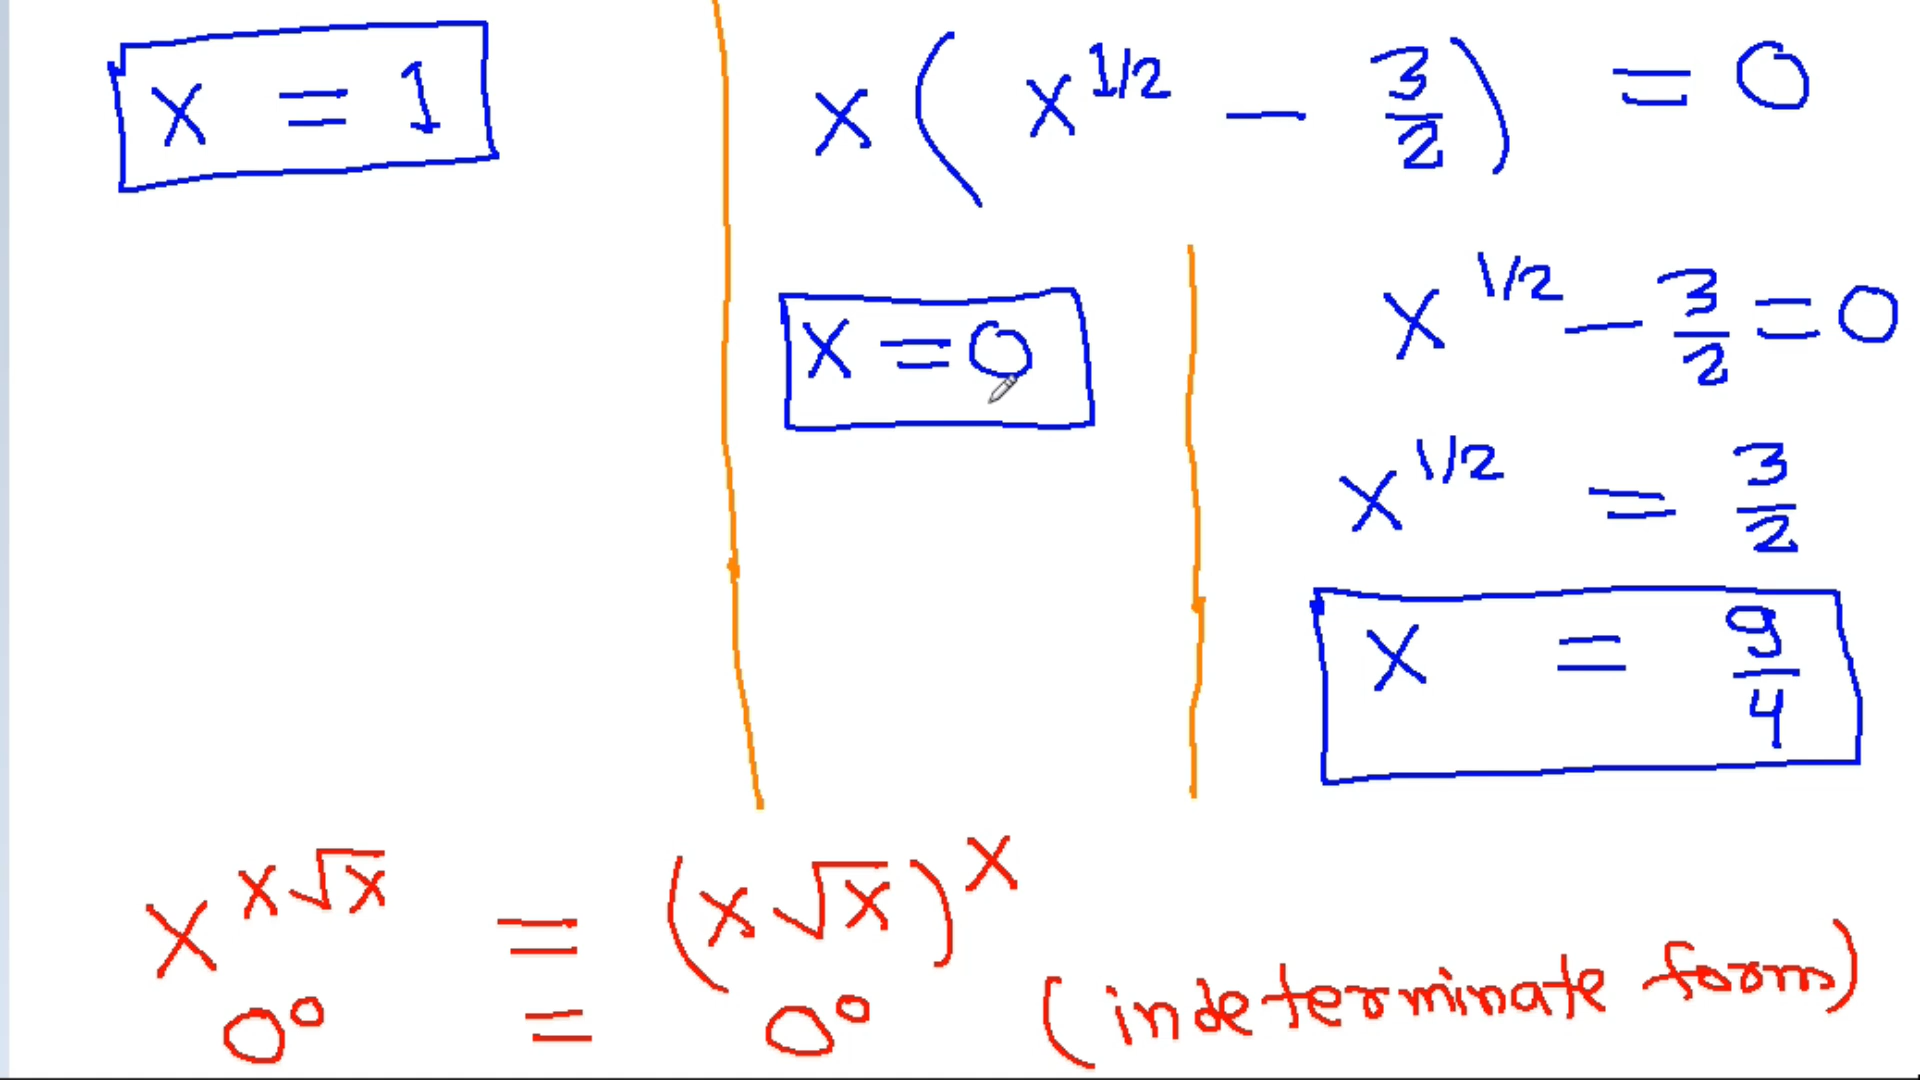 x = 1
x(x^{1/2} - 3/2) = 0
x = 0
x^{1/2} - 3/2 = 0
x^{1/2} = 3/2
x = 9/4
x^{x√x} = (x√x)^x
0^0 = 0^0 (indeterminate form)